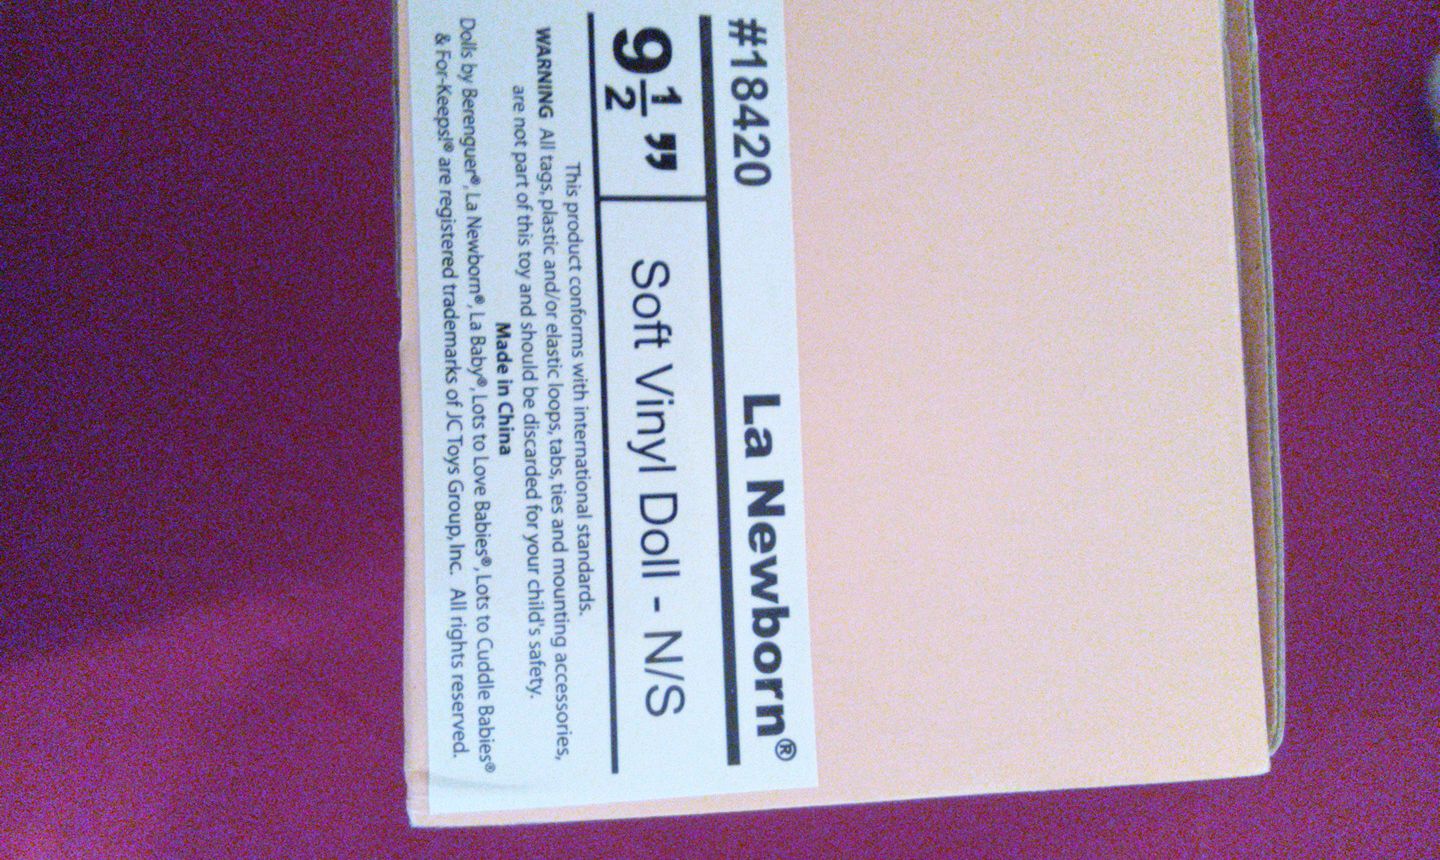 #18420 La Newborn®
9 1/2” Soft Vinyl Doll - N/S
This product conforms with international standards.
WARNING All tags, plastic and/or elastic loops, tabs, ties and mounting accessories,
are not part of this toy and should be discarded for your child's safety.
Made in China
Dolls by Berenguer®, La Newborn®, La Baby®, Lots to Love Babies®, Lots to Cuddle Babies®
& For-Keeps!® are registered trademarks of JC Toys Group, Inc. All rights reserved.